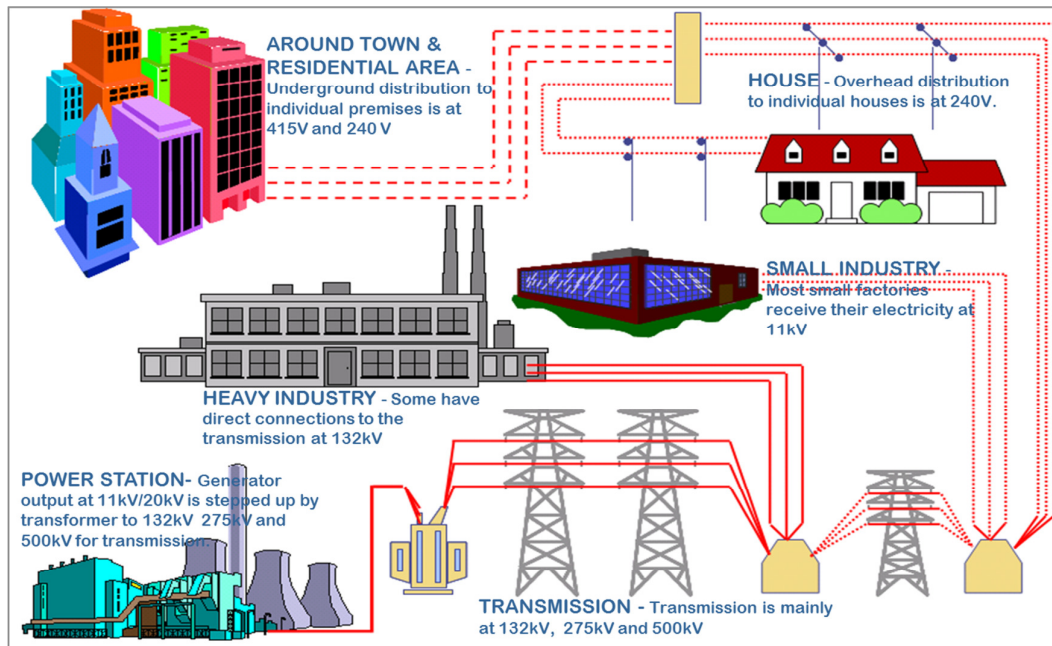 AROUND TOWN &
RESIDENTIAL AREA -
Underground distribution to
individual premises is at
415V and 240 V
HOUSE - Overhead distribution
to individual houses is at 240V.
SMALL INDUSTRY -
Most small factories
receive their electricity at
11kV
HEAVY INDUSTRY - Some have
direct connections to the
transmission at 132kV
POWER STATION- Generator
output at 11kV/20kV is stepped up by
transformer to 132kV 275kV and
500kV for transmission.
TRANSMISSION - Transmission is mainly
at 132kV, 275kV and 500kV